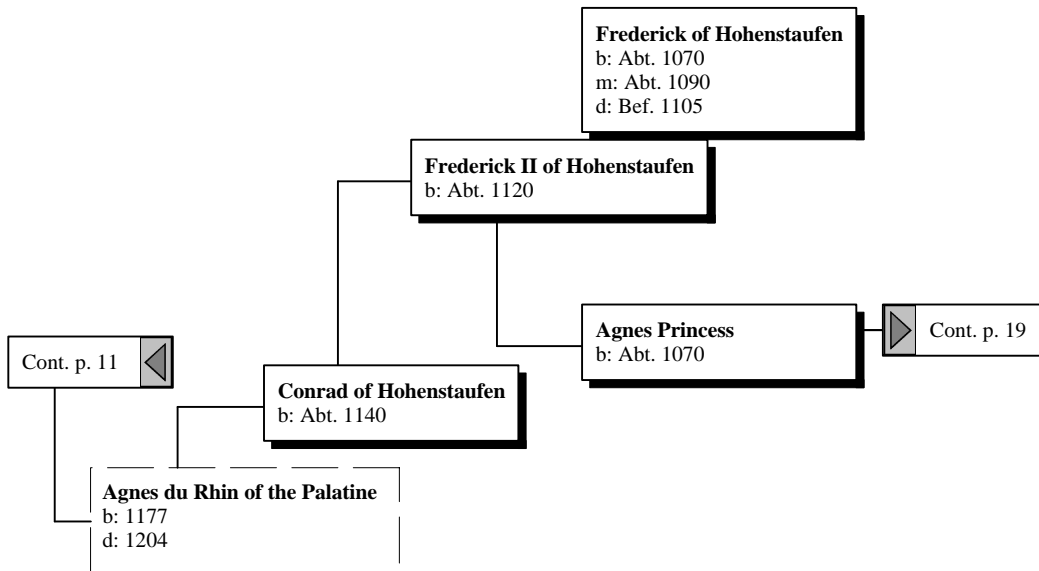 Frederick of Hohenstaufen
b: Abt. 1070
m: Abt. 1090
d: Bef. 1105
Frederick II of Hohenstaufen
b: Abt. 1120
Agnes Princess
b: Abt. 1070
Cont. p. 19
Cont. p. 11
Conrad of Hohenstaufen
b: Abt. 1140
Agnes du Rhin of the Palatine
b: 1177
d: 1204